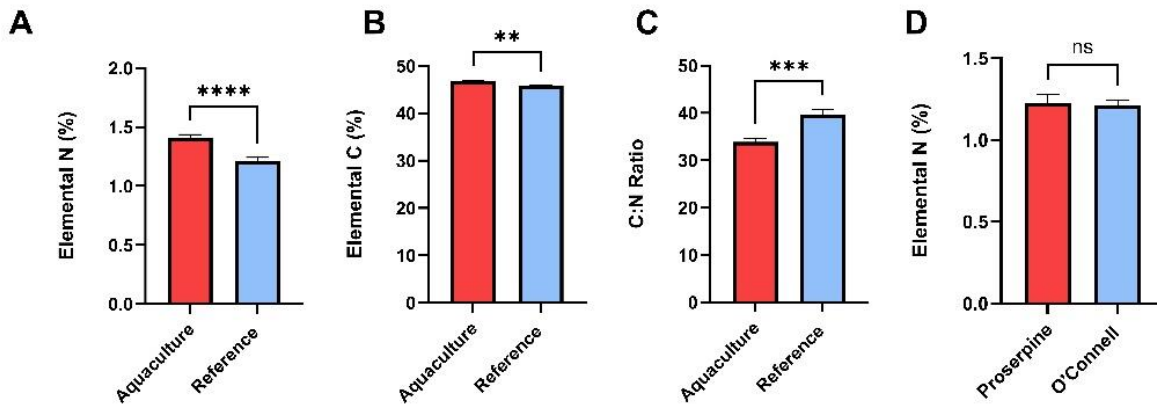 A
Elemental N (%)
2.0
1.5
1.0
0.5
0.0
****
Aquaculture
Reference
B
Elemental C (%)
50
40
30
20
10
0
**
Aquaculture
Reference
C
C:N Ratio
50
40
30
20
10
0
***
Aquaculture
Reference
D
Elemental N (%)
1.5
1.0
0.5
0.0
ns
Proserpine
O'Connell